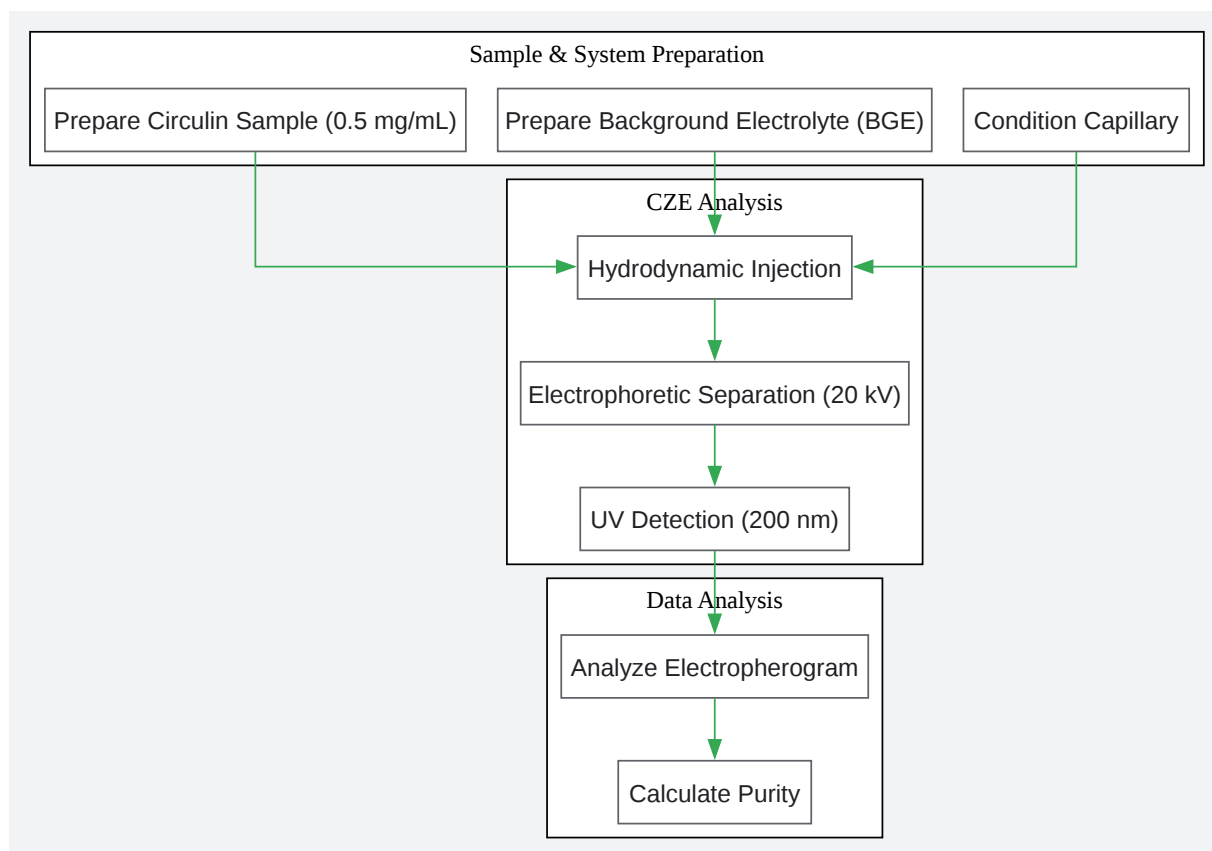 Sample & System Preparation
Prepare Circulin Sample (0.5 mg/mL)
Prepare Background Electrolyte (BGE)
Condition Capillary
CZE Analysis
Hydrodynamic Injection
Electrophoretic Separation (20 kV)
UV Detection (200 nm)
Data Analysis
Analyze Electropherogram
Calculate Purity